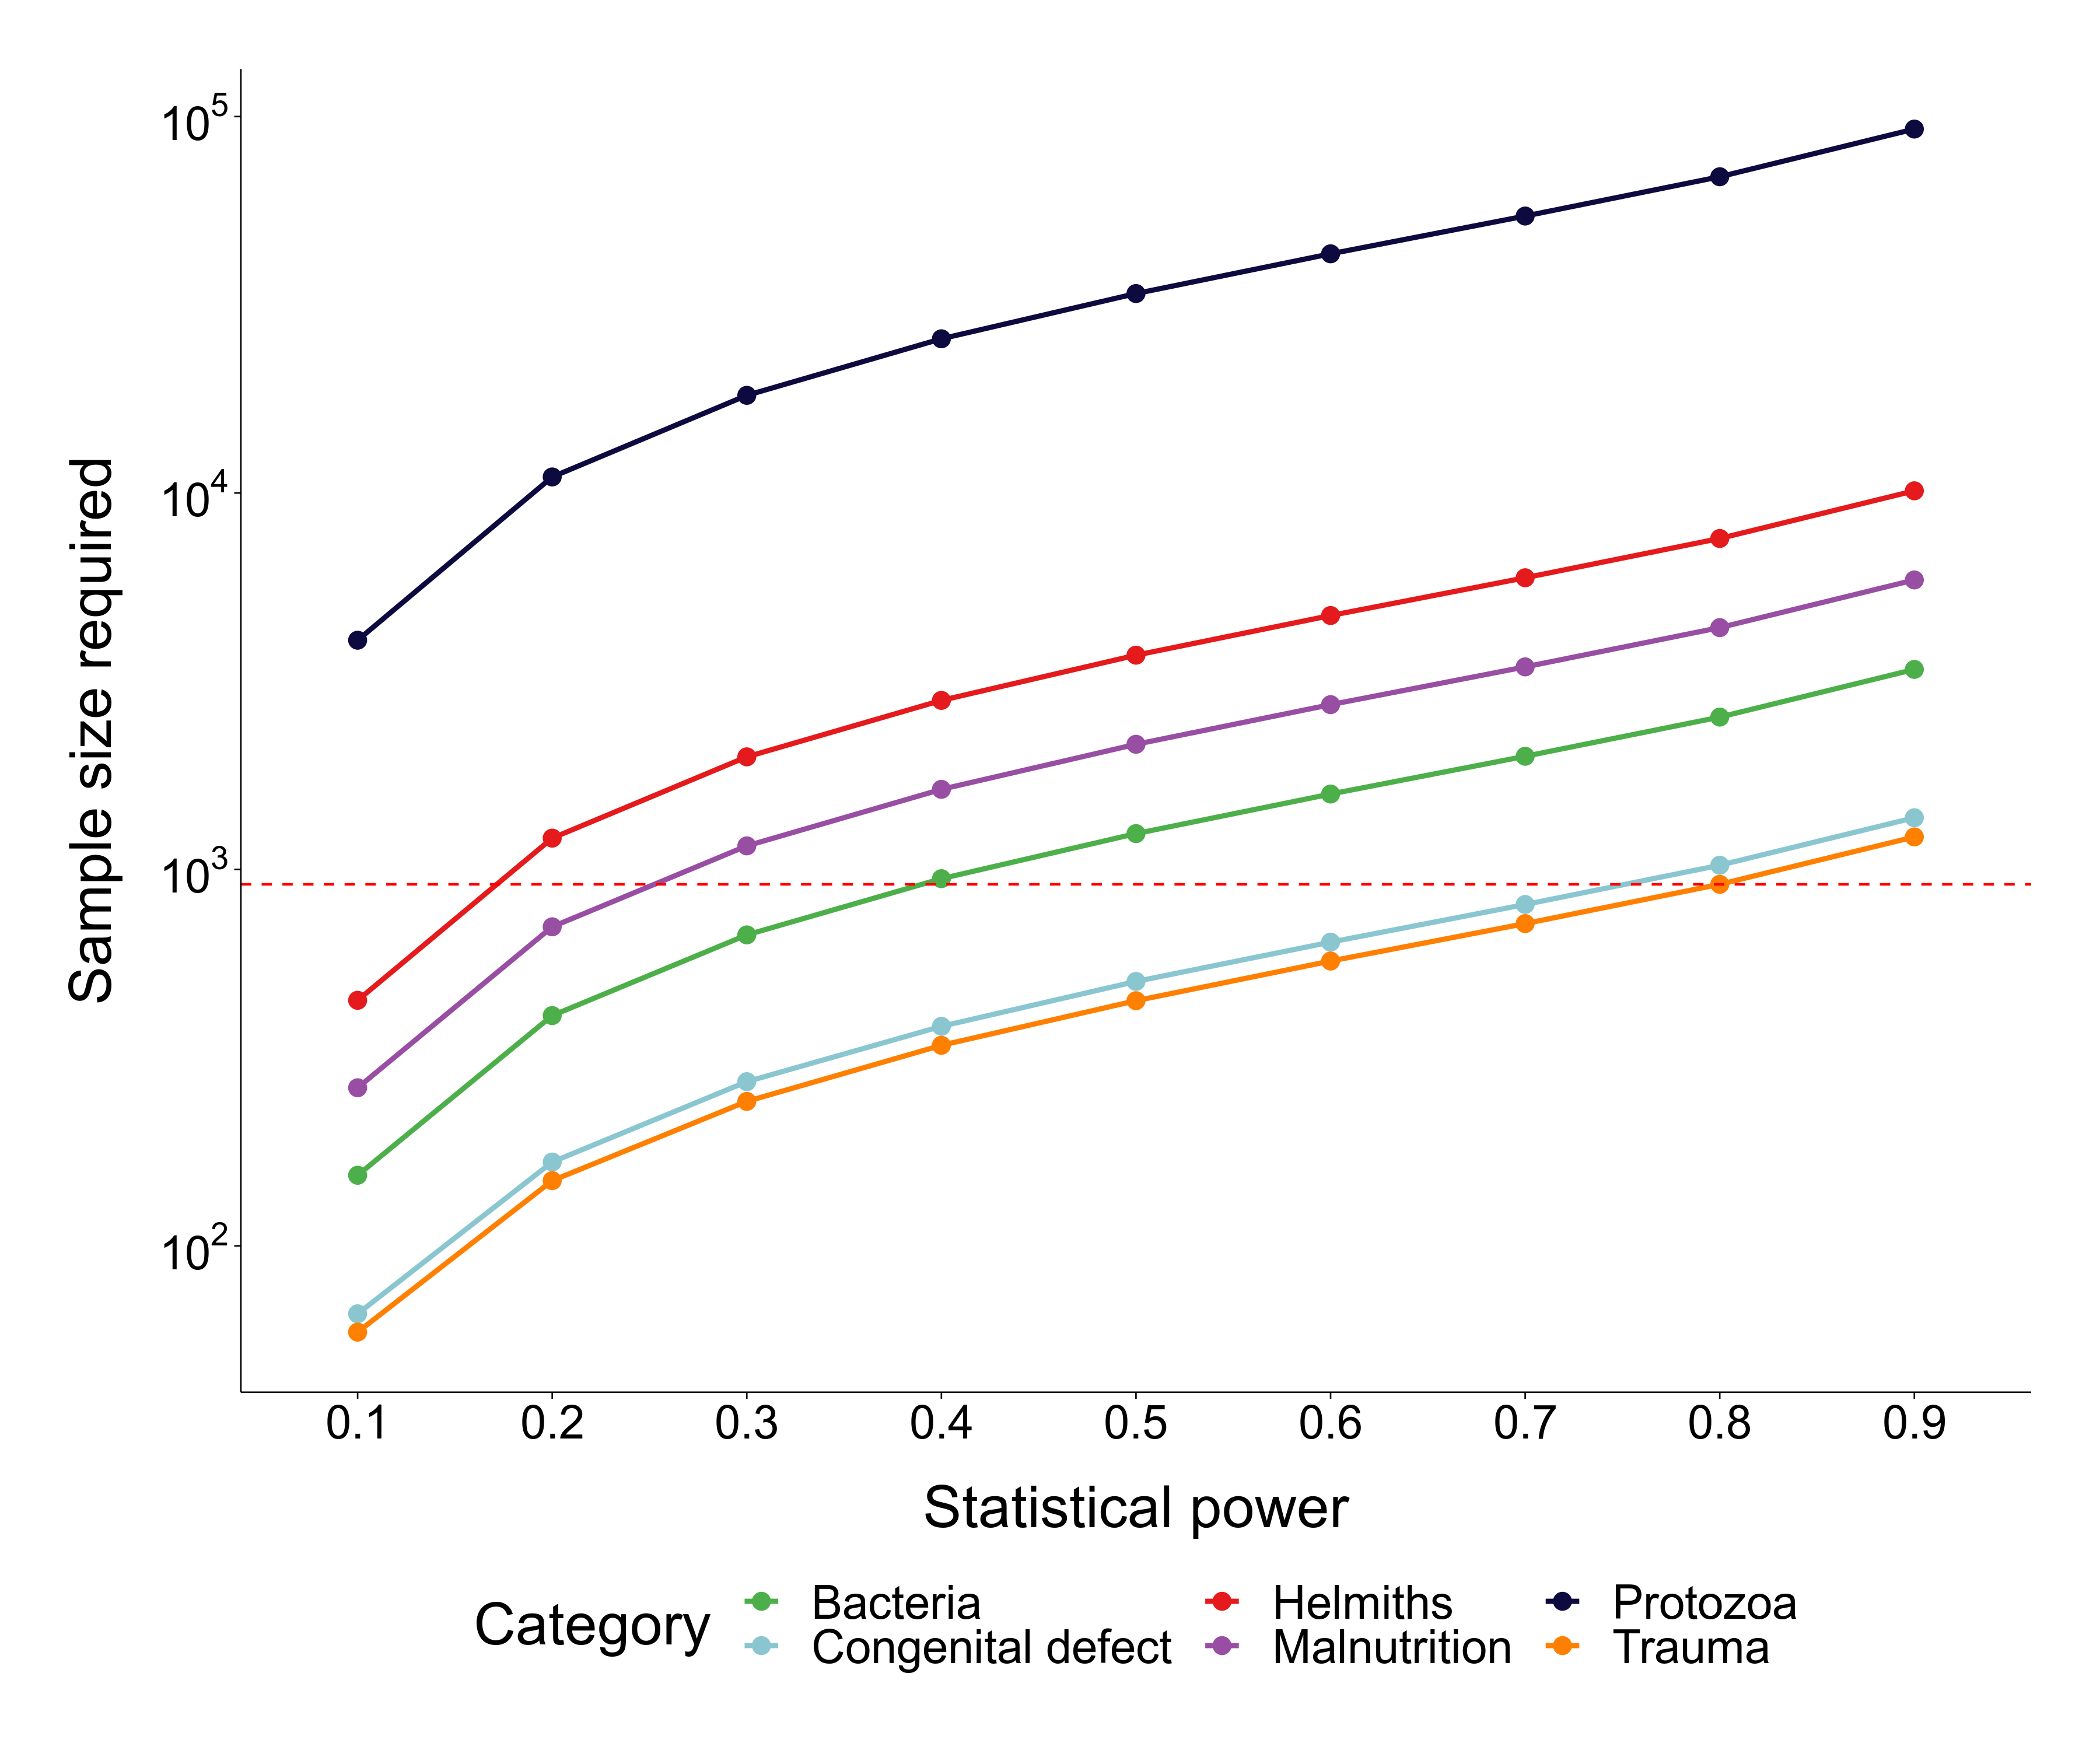 10^5
10^4
10^3
10^2
Sample size required
0.1 0.2 0.3 0.4 0.5 0.6 0.7 0.8 0.9
Statistical power
Category
Bacteria Helmiths Protozoa
Congenital defect Malnutrition Trauma